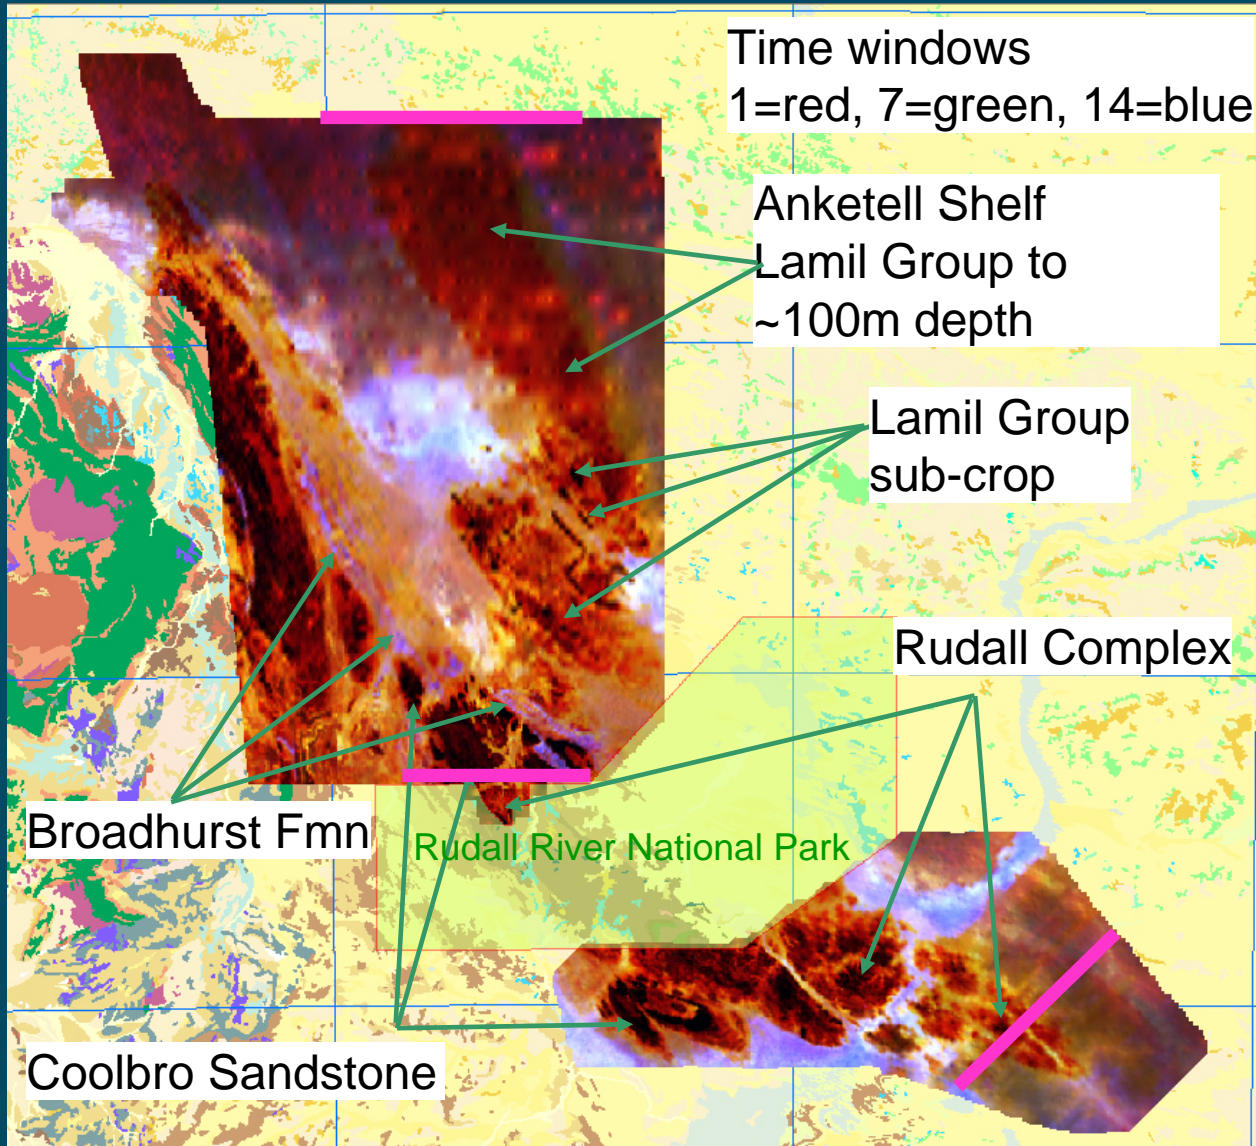 Time windows
1=red, 7=green, 14=blue
Anketell Shelf
Lamil Group to
~100m depth
Lamil Group
sub-crop
Rudall Complex
Broadhurst Fmn
Rudall River National Park
Coolbro Sandstone